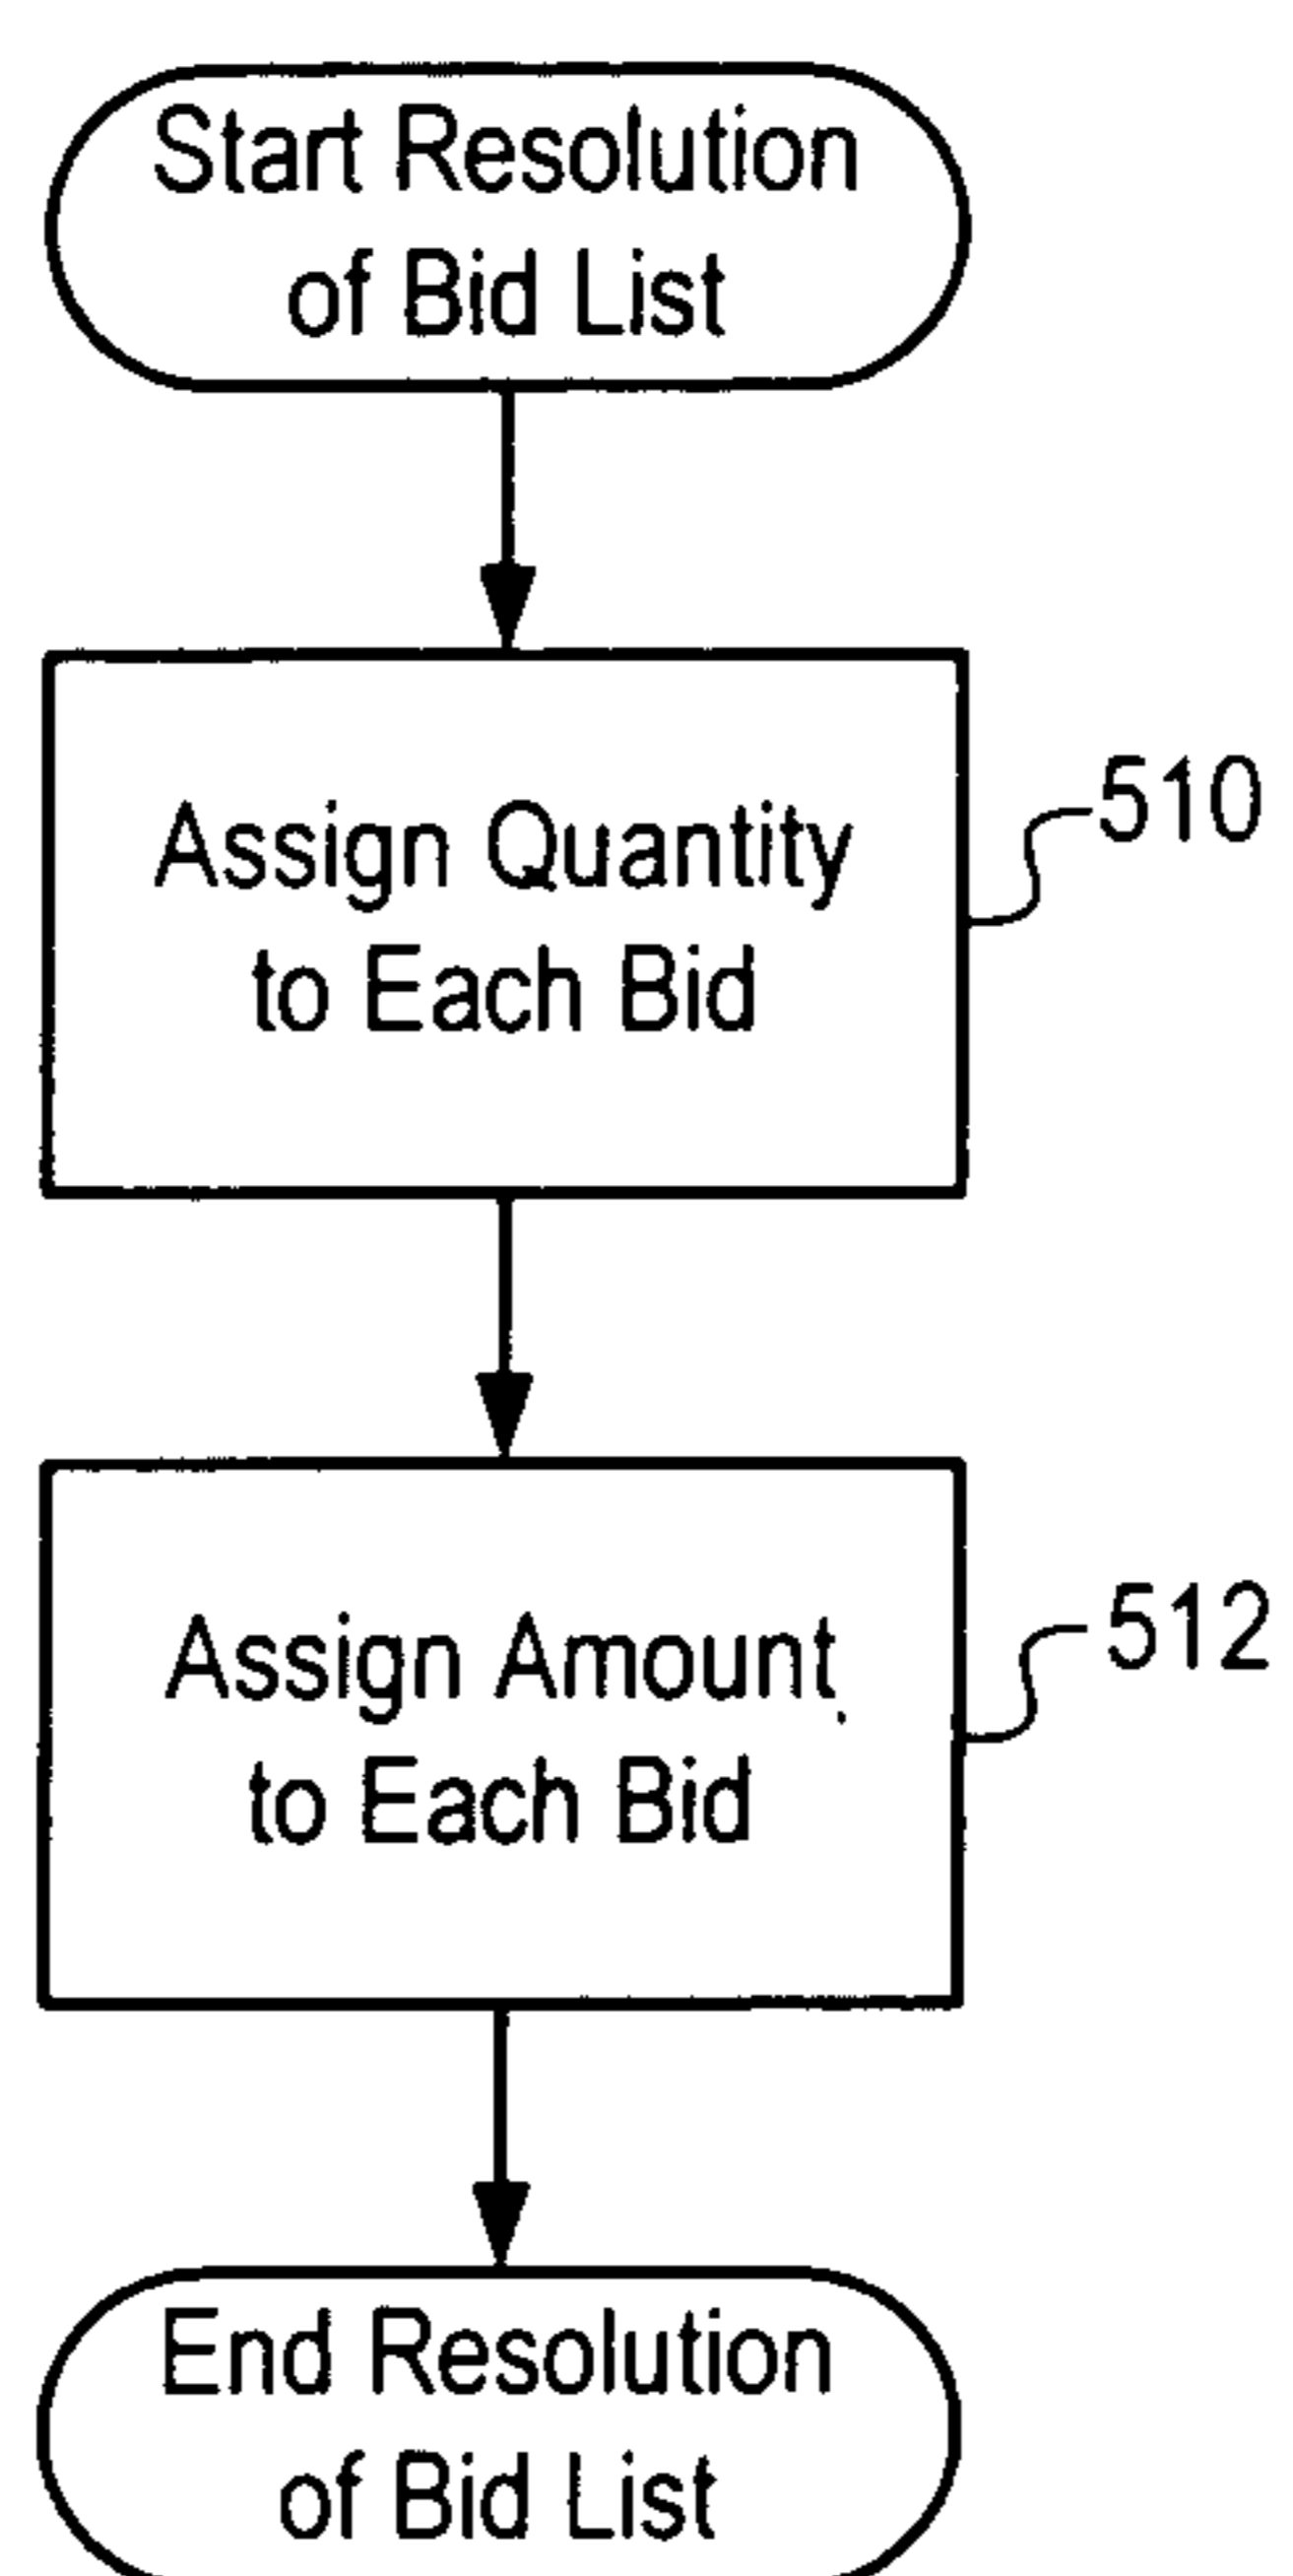 Start Resolution
of Bid List
Assign Quantity
to Each Bid
510
Assign Amount
to Each Bid
512
End Resolution
of Bid List